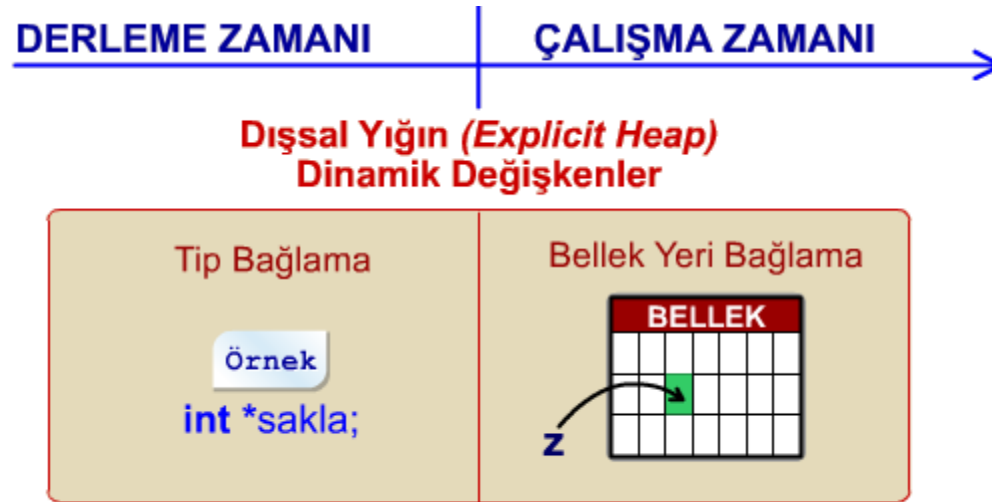 DERLEME ZAMANI
ÇALIŞMA ZAMANI
Dışsal Yığın (Explicit Heap)
Dinamik Değişkenler
Tip Bağlama
Örnek
int *sakla;
Bellek Yeri Bağlama
BELLEK
z